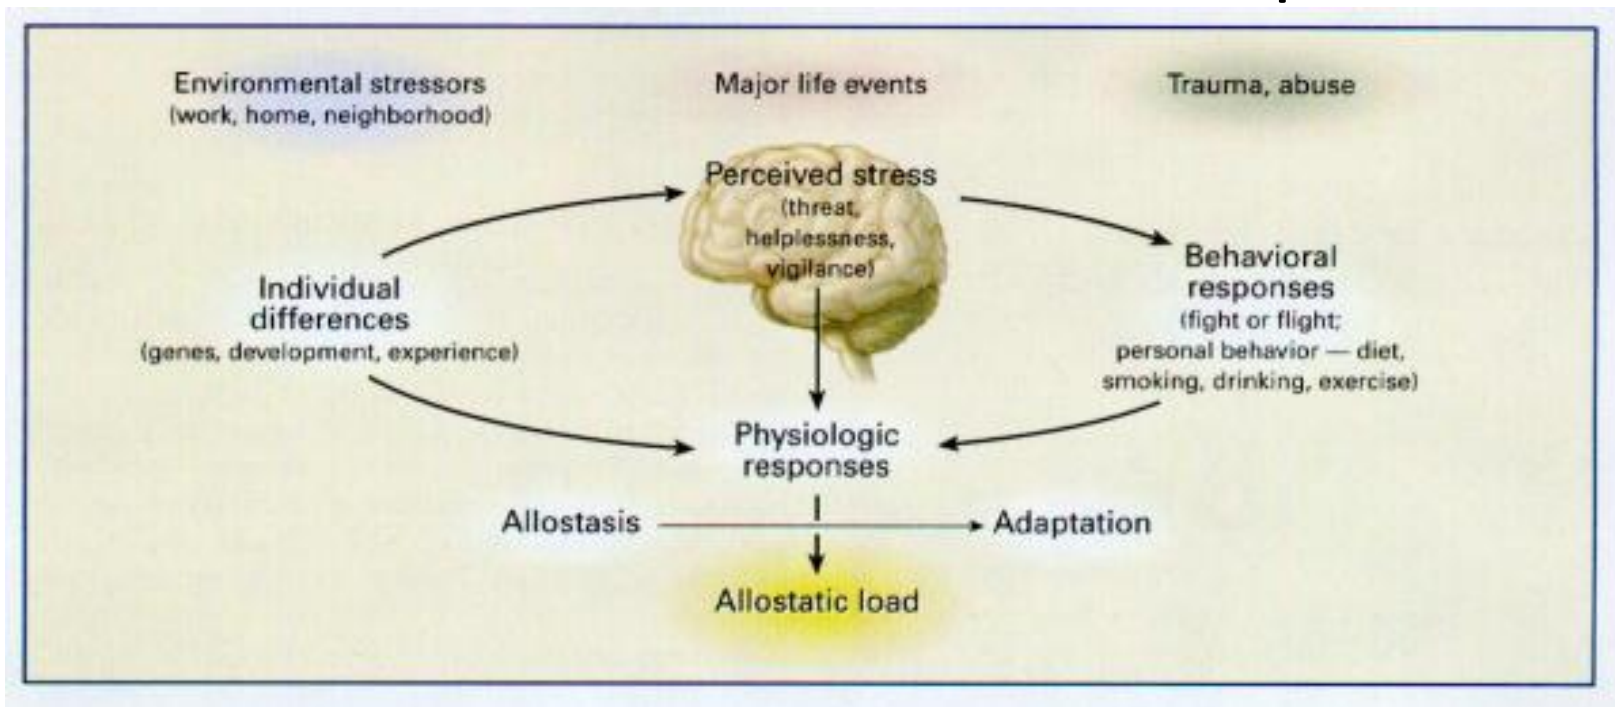 Environmental stressors
(work, home, neighborhood)
Major life events
Trauma, abuse
Perceived stress
(threat,
helplessness,
vigilance)
Individual
differences
(genes, development, experience)
Behavioral
responses
(fight or flight;
personal behavior — diet,
smoking, drinking, exercise)
Physiologic
responses
Allostasis
Adaptation
Allostatic load